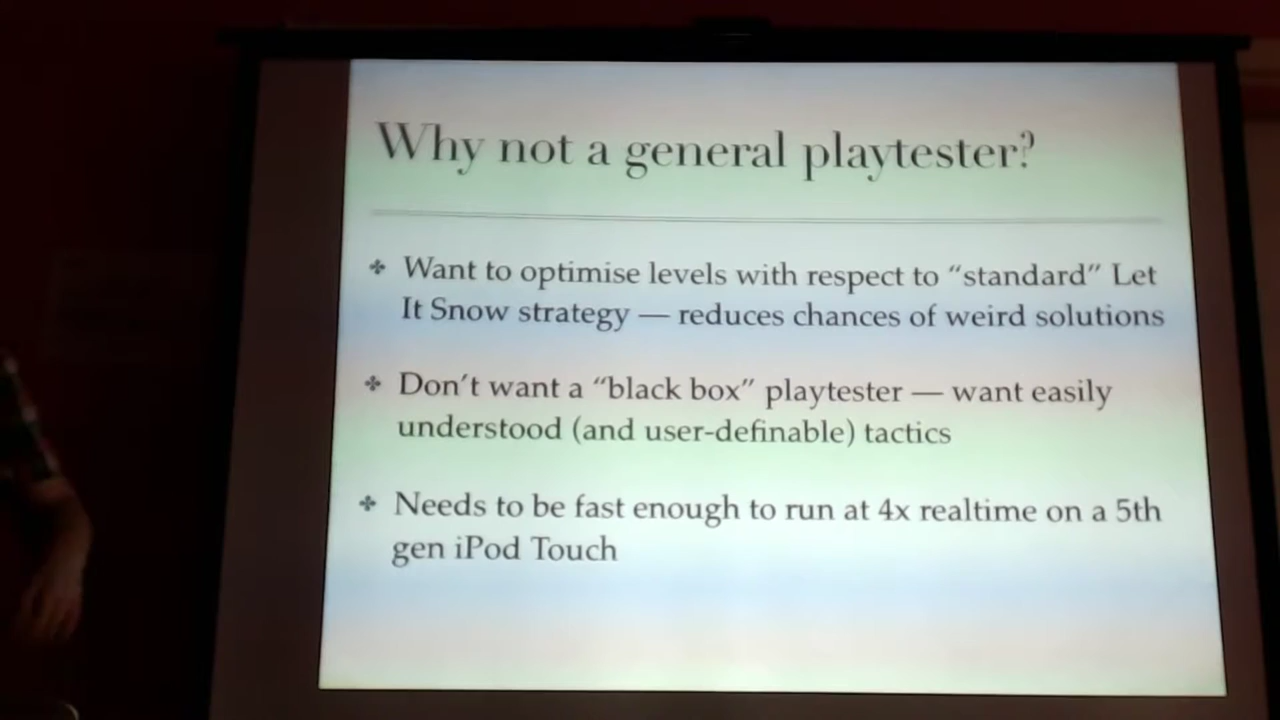 Why not a general playtester?
Want to optimise levels with respect to “standard” Let
It Snow strategy — reduces chances of weird solutions
Don’t want a “black box” playtester — want easily
understood (and user-definable) tactics
Needs to be fast enough to run at 4x realtime on a 5th
gen iPod Touch